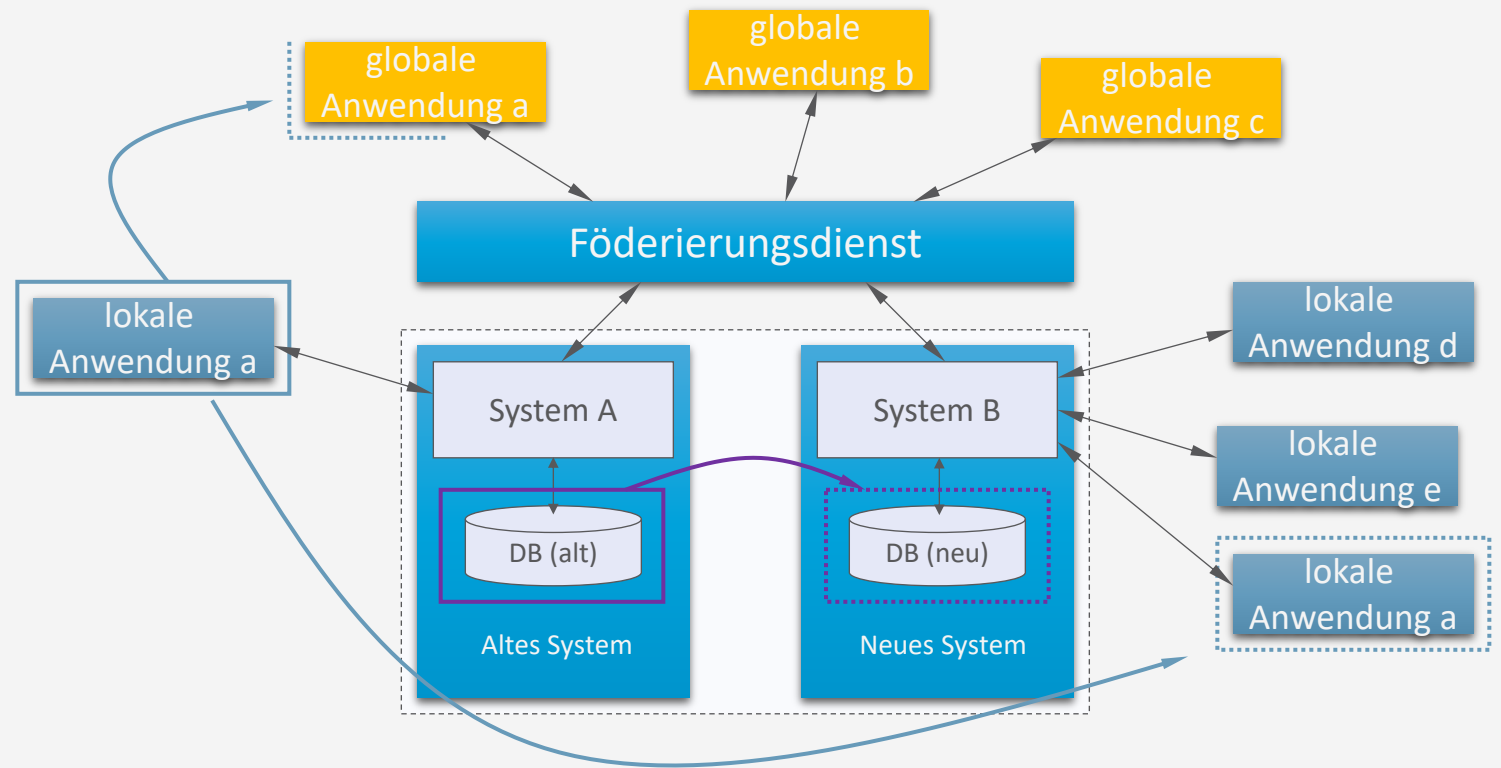 globale
Anwendung a
globale
Anwendung b
globale
Anwendung c
Föderierungsdienst
lokale
Anwendung a
System A
DB (alt)
Altes System
System B
DB (neu)
Neues System
lokale
Anwendung d
lokale
Anwendung e
lokale
Anwendung a